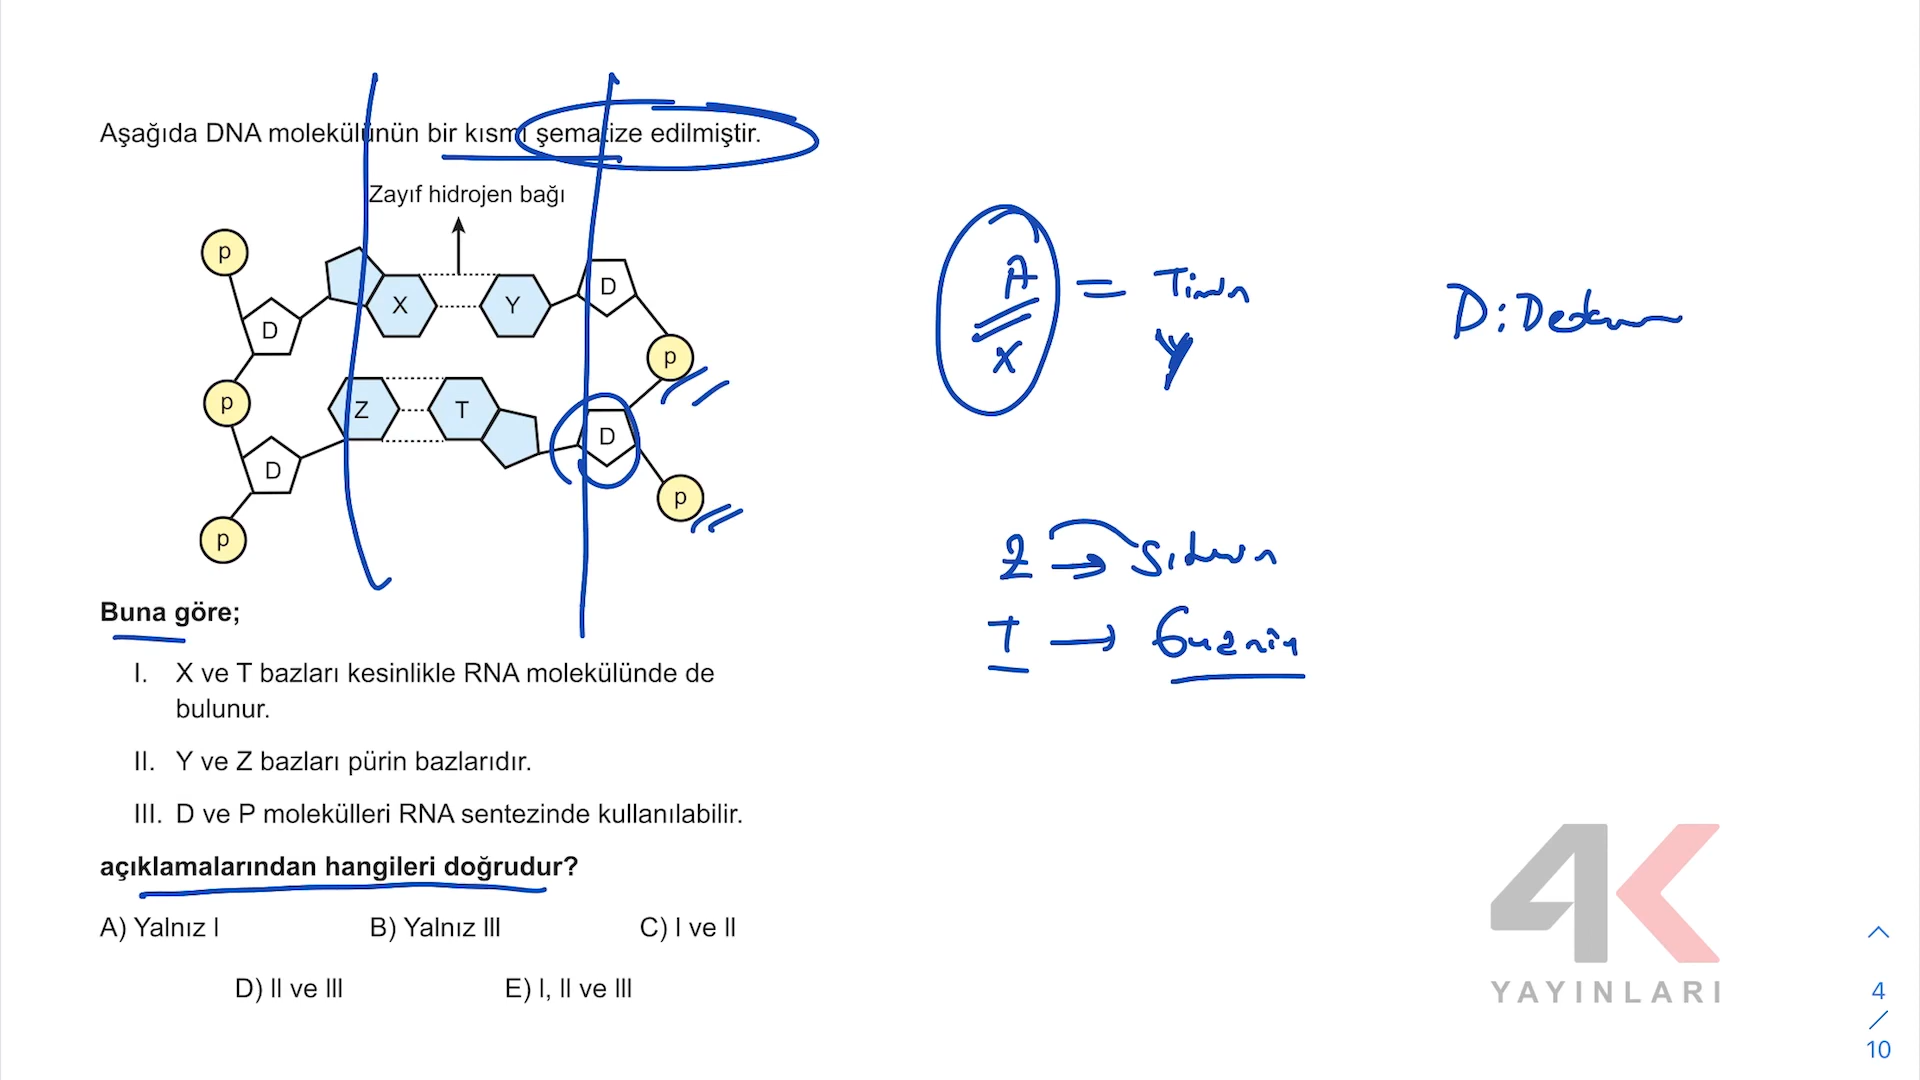 Aşağıda DNA molekülünün bir kısmı şematize edilmiştir.
Zayıf hidrojen bağı
p
D
X
Y
D
p
p
Z
T
D
D
p
p
A = Timin
X
Y
D:
Z → Sitozin
T → Guanin
Buna göre;
I. X ve T bazları kesinlikle RNA molekülünde de
bulunur.
II. Y ve Z bazları pürin bazlarıdır.
III. D ve P molekülleri RNA sentezinde kullanılabilir.
açıklamalarından hangileri doğrudur?
A) Yalnız I B) Yalnız III C) I ve II
D) II ve III E) I, II ve III
4K
YAYINLARI
4
/
10